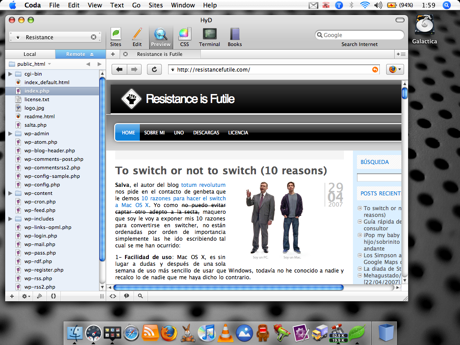 Coda File Edit View Text Go Sites Window Help (94%) 1:59
HyD
Resistance
Google
Sites Edit Preview CSS Terminal Books
Search Internet
Local Remote
Resistance is Futile
public_html
http://resistancefutile.com/
cgi-bin
index_default.html
index.php
license.txt
logo.jpg
readme.html
salta.php
wp-admin
wp-atom.php
wp-blog-header.php
wp-comments-post.php
wp-commentsrss2.php
wp-config-sample.php
wp-config.php
wp-content
wp-cron.php
wp-feed.php
wp-includes
wp-links-opml.php
wp-login.php
wp-mail.php
wp-pass.php
wp-rdf.php
wp-register.php
wp-rss.php
wp-rss2.php
Resistance is Futile
HOME SOBRE MI UNO DESCARGAS LICENCIA
To switch or not to switch (10 reasons)
Salva, el autor del blog totum revolutum
nos pide en el contacto de genbeta que
le demos 10 razones para hacer el switch
a Mac OS X. Yo como no puedo evitar
captar otro adepto a la secta, maquero
que soy le voy a exponer mis 10 razones
para convertirse en switcher, no están
ordenadas por orden de importancia
simplemente las he ido escribiendo tal
cual se me han ocurrido:
1- Facilidad de uso: Mac OS X, es sin
lugar a dudas y después de una sola
semana de uso más sencillo de usar que Windows, todavía no he conocido a nadie y
recalco lo de nadie que me haya dicho lo contrario.
29
04
2007
BÚSQUEDA
POSTS RECIENT
To switch or n
reasons)
Guía rápida de
consultor
iPop my baby
hijo/sobrinito
andante
Los Simpson a
Google Maps a
La diada de St
Mehagustado/
(22/04/2007)
Galactica